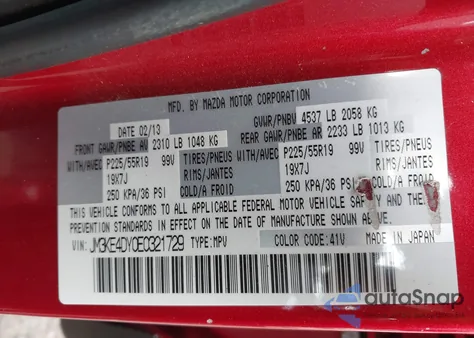 MFD. BY MAZDA MOTOR CORPORATION
DATE 02/13 GVWR/PNBV 4537 LB 2058 KG
FRONT GAWR/PNBE AV 2310 LB 1048 KG REAR GAWR/PNBE AR 2233 LB 1013 KG
WITH/AVEC P225/55R19 99V TIRES/PNEUS WITH/AVEC P225/55R19 99V TIRES/PNEUS
19X7J RIMS/JANTES 19X7J RIMS/JANTES
250 KPA/36 PSI COLD/A FROID 250 KPA/36 PSI COLD/A FROID
THIS VEHICLE CONFORMS TO ALL APPLICABLE FEDERAL MOTOR VEHICLE SAFETY AND THEFT
PREVENTION STANDARDS IN EFFECT ON THE DATE OF MANUFACTURE SHOWN ABOVE.
VIN: JM3KE4DY0E0321729 TYPE: MPV COLOR CODE: 41V MADE IN JAPAN
autoSnap